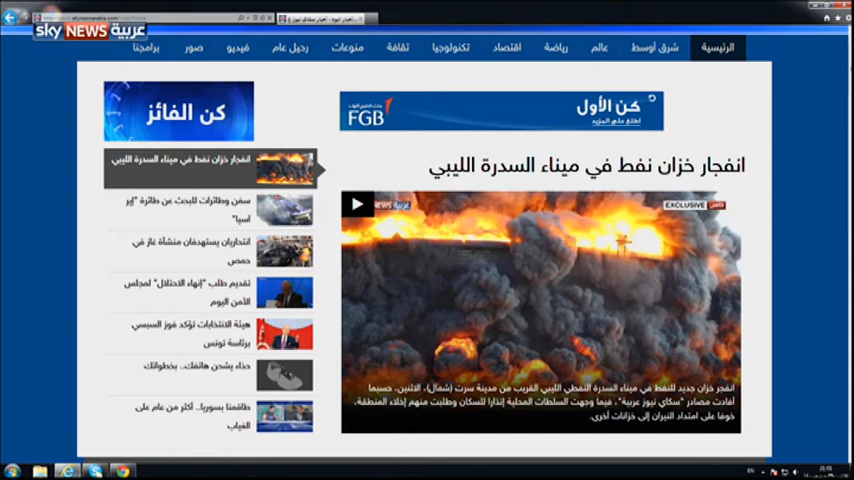 sky NEWS عربية
الرئيسية
شرق أوسط
عالم
رياضة
اقتصاد
تكنولوجيا
ثقافة
منوعات
رحيل عام
فيديو
صور
برامجنا
كن الأول
اطلع على المزيد
FGB
كن الفائز
انفجار خزان نفط في ميناء السدرة الليبي
NEWS عربية
EXCLUSIVE خاص
انفجر خزان جديد للنفط في ميناء السدرة النفطي الليبي القريب من مدينة سرت (شمال)، الاثنين، حسبما
أفادت مصادر "سكاي نيوز عربية"، فيما وجهت السلطات المحلية إنذارا للسكان وطلبت منهم إخلاء المنطقة،
خوفا على امتداد النيران إلى خزانات أخرى.
انفجار خزان نفط في ميناء السدرة الليبي
سفن وطائرات للبحث عن طائرة "إير
آسيا"
انتحاريان يستهدفان منشأة غاز في
حمص
تقديم طلب "إنهاء الاحتلال" لمجلس
الأمن اليوم
هيئة الانتخابات تؤكد فوز السبسي
برئاسة تونس
حذاء يشحن هاتفك.. بخطواتك
طاقمنا بسوريا.. أكثر من عام على
الغياب
EN